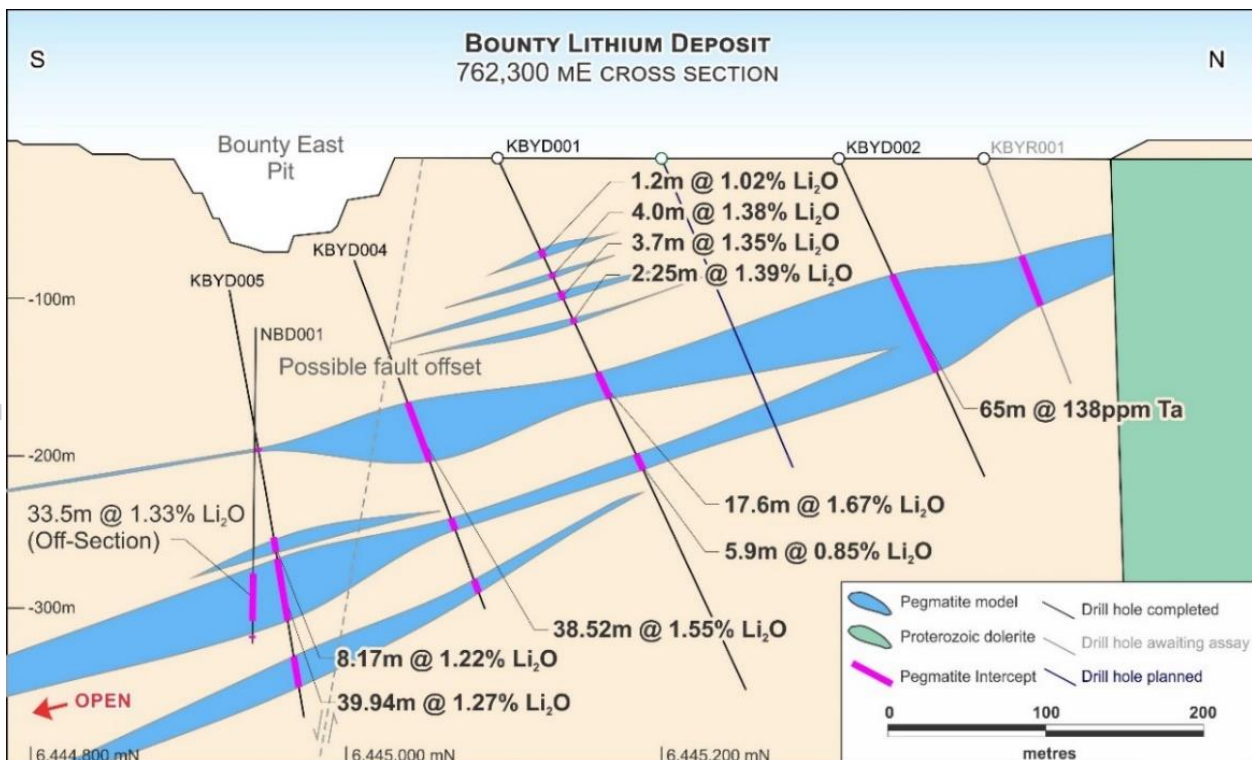 BOUNTY LITHIUM DEPOSIT
762,300 mE CROSS SECTION
S
N
Bounty East
Pit
KBYD001
KBYD002
KBYR001
1.2m @ 1.02% Li₂O
4.0m @ 1.38% Li₂O
3.7m @ 1.35% Li₂O
2.25m @ 1.39% Li₂O
KBYD004
KBYD005
NBD001
-100m
Possible fault offset
65m @ 138ppm Ta
-200m
33.5m @ 1.33% Li₂O
(Off-Section)
17.6m @ 1.67% Li₂O
5.9m @ 0.85% Li₂O
-300m
38.52m @ 1.55% Li₂O
8.17m @ 1.22% Li₂O
39.94m @ 1.27% Li₂O
OPEN
Pegmatite model
Drill hole completed
Proterozoic dolerite
Drill hole awaiting assay
Pegmatite Intercept
Drill hole planned
0 100 200
metres
6,444,800 mN
6,445,000 mN
6,445,200 mN